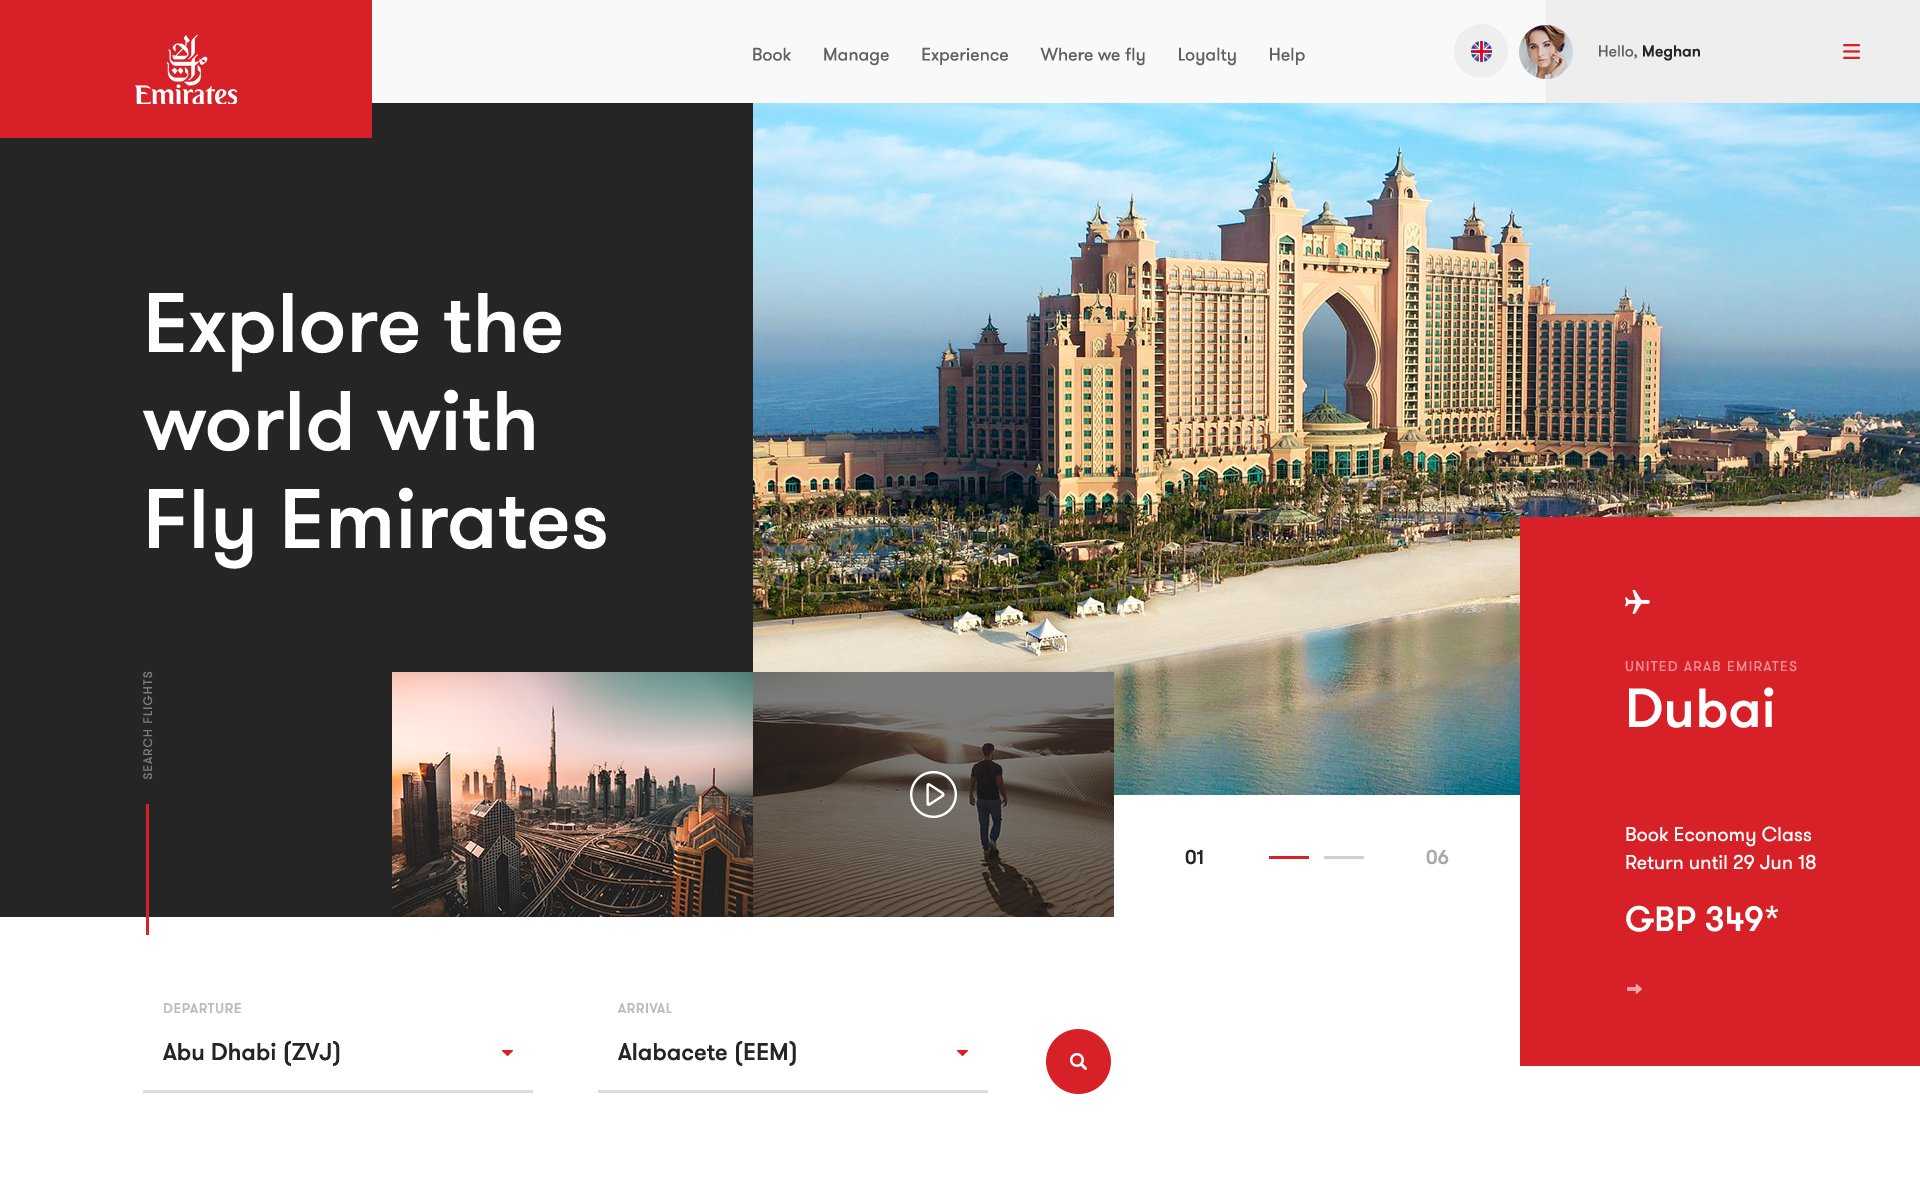 Emirates
Book
Manage
Experience
Where we fly
Loyalty
Help
Hello, Meghan
Explore the
world with
Fly Emirates
SEARCH FLIGHTS
01
06
UNITED ARAB EMIRATES
Dubai
Book Economy Class
Return until 29 Jun 18
GBP 349*
DEPARTURE
Abu Dhabi (ZVJ)
ARRIVAL
Alabacete (EEM)